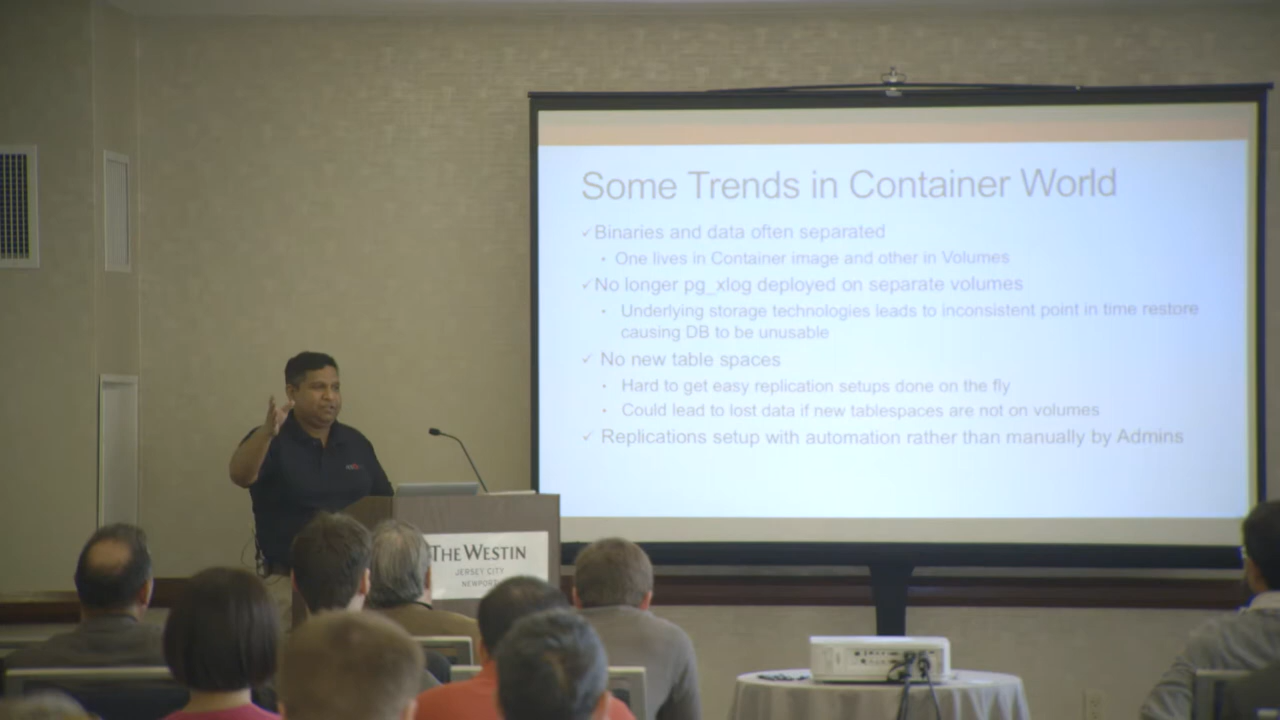 Some Trends in Container World
✓Binaries and data often separated
• One lives in Container image and other in Volumes
✓No longer pg_xlog deployed on separate volumes
• Underlying storage technologies leads to inconsistent point in time restore
causing DB to be unusable
✓ No new table spaces
• Hard to get easy replication setups done on the fly
• Could lead to lost data if new tablespaces are not on volumes
✓ Replications setup with automation rather than manually by Admins
THE WESTIN
JERSEY CITY
NEWPORT